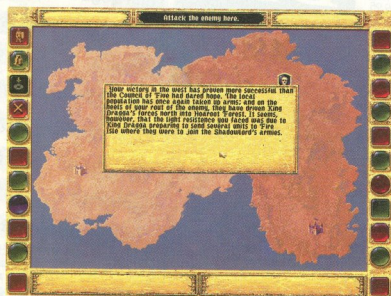 Attack the enemy hero.
Your victory in the west has proven more successful than
the Council of Five had dared hope. The local
population has once again taken up arms; and on the
heels of your rout of the enemy, they have driven King
Dragga's forces north into Hoaroot Forest. It seems,
however, that the light resistance you faced was due to
King Dragga preparing to send several units to Fire
Isle where they were to join the Shadowlord's armies.